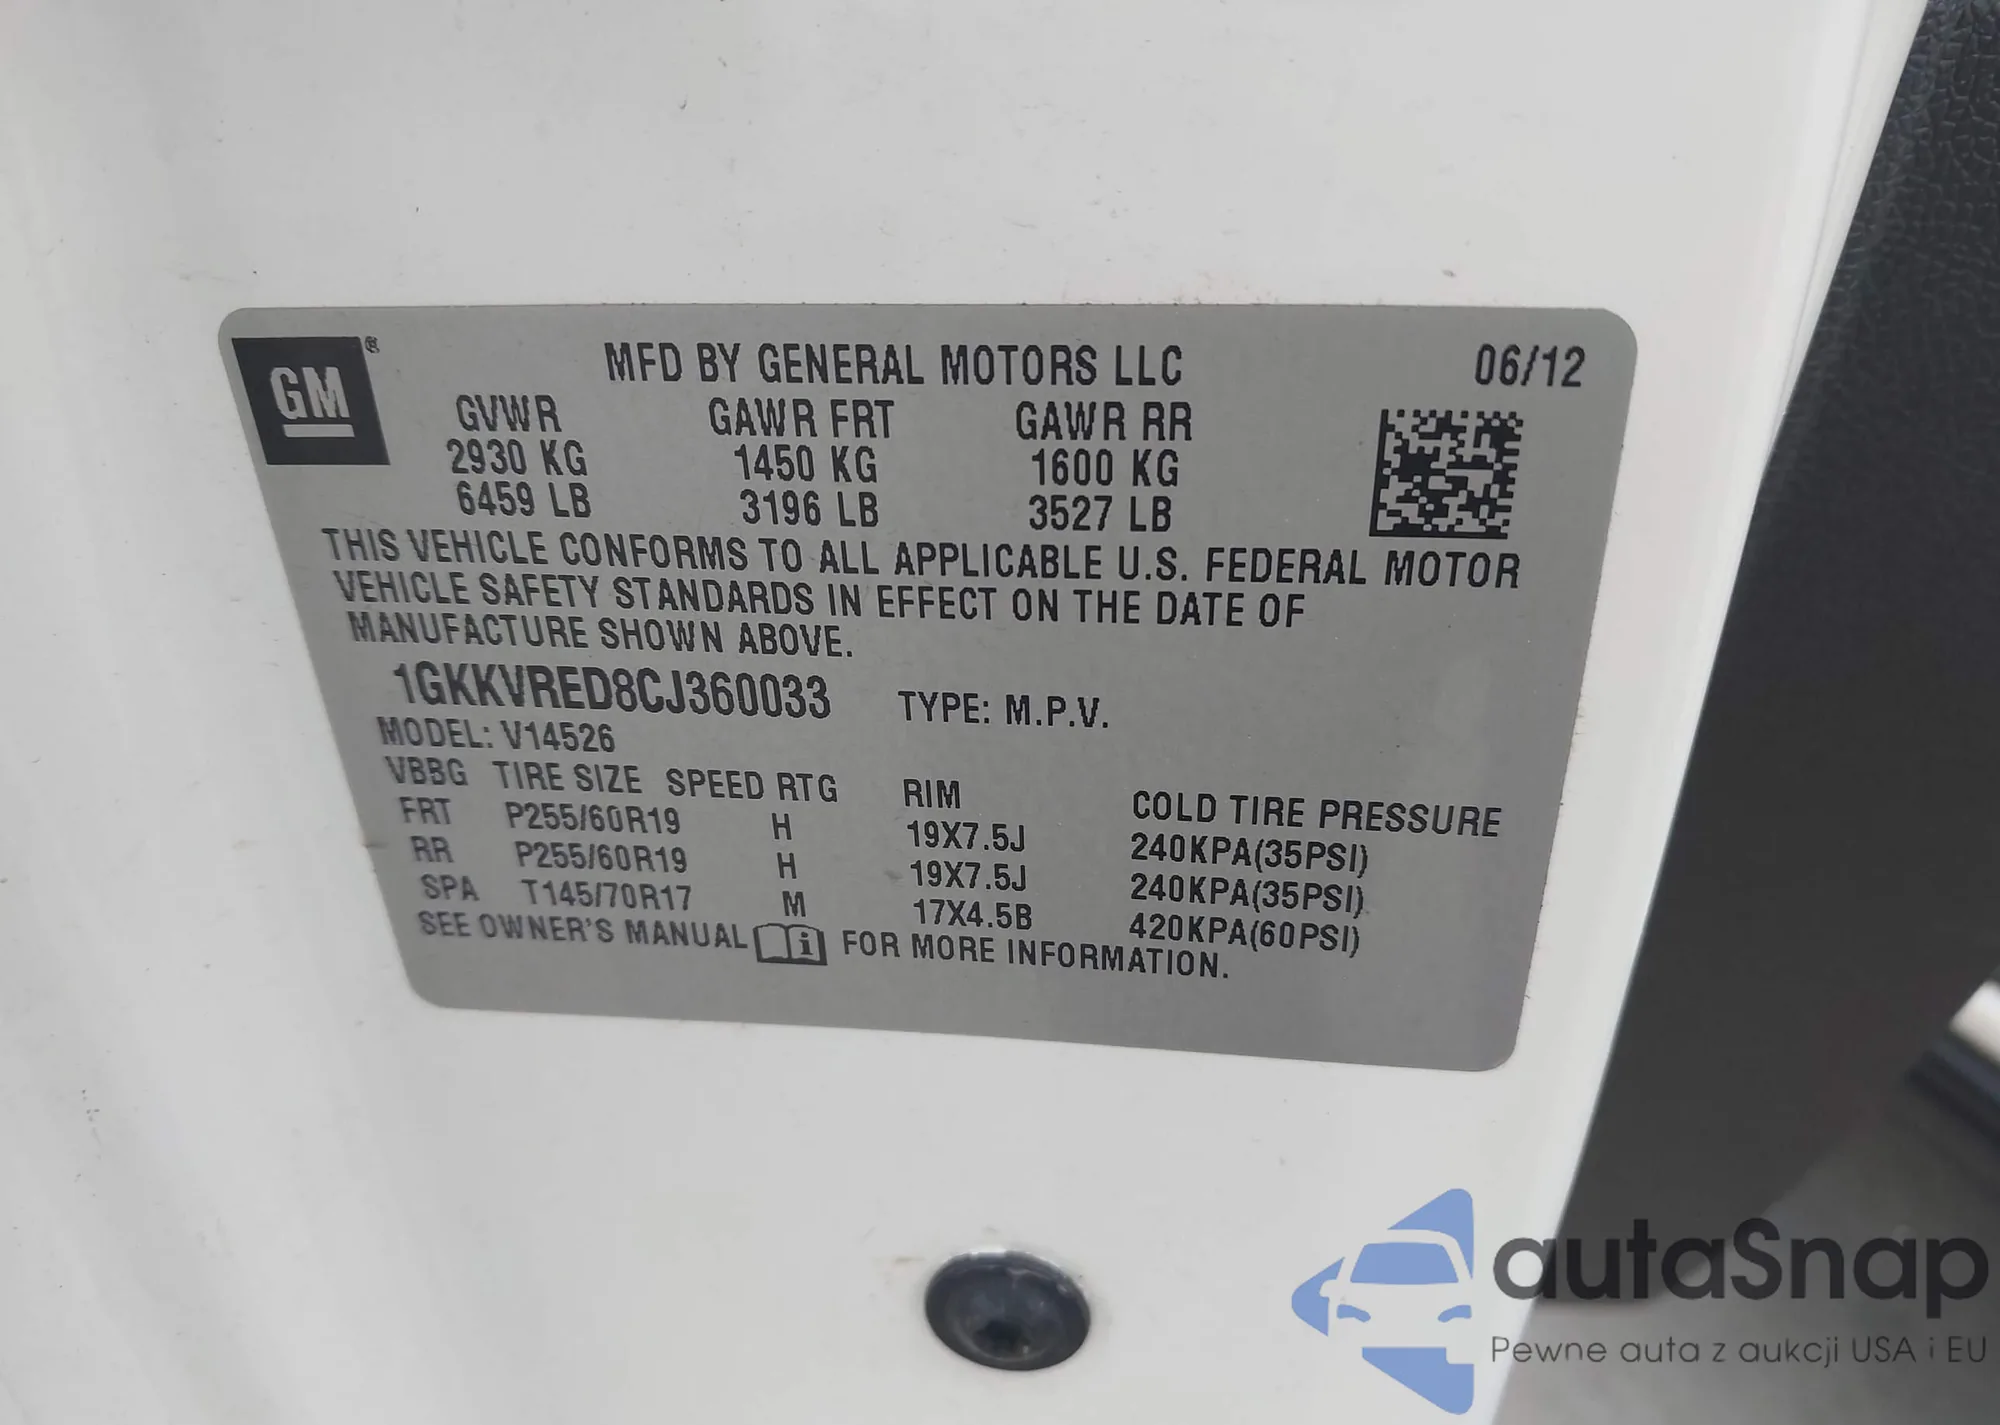 GM®
MFD BY GENERAL MOTORS LLC 06/12
GVWR GAWR FRT GAWR RR
2930 KG 1450 KG 1600 KG
6459 LB 3196 LB 3527 LB
THIS VEHICLE CONFORMS TO ALL APPLICABLE U.S. FEDERAL MOTOR
VEHICLE SAFETY STANDARDS IN EFFECT ON THE DATE OF
MANUFACTURE SHOWN ABOVE.
1GKKVRED8CJ360033 TYPE: M.P.V.
MODEL: V14526
VBBG TIRE SIZE SPEED RTG RIM COLD TIRE PRESSURE
FRT P255/60R19 H 19X7.5J 240KPA(35PSI)
RR P255/60R19 H 19X7.5J 240KPA(35PSI)
SPA T145/70R17 M 17X4.5B 420KPA(60PSI)
SEE OWNER'S MANUAL i FOR MORE INFORMATION.
autaSnap
Pewne auta z aukcji USA i EU